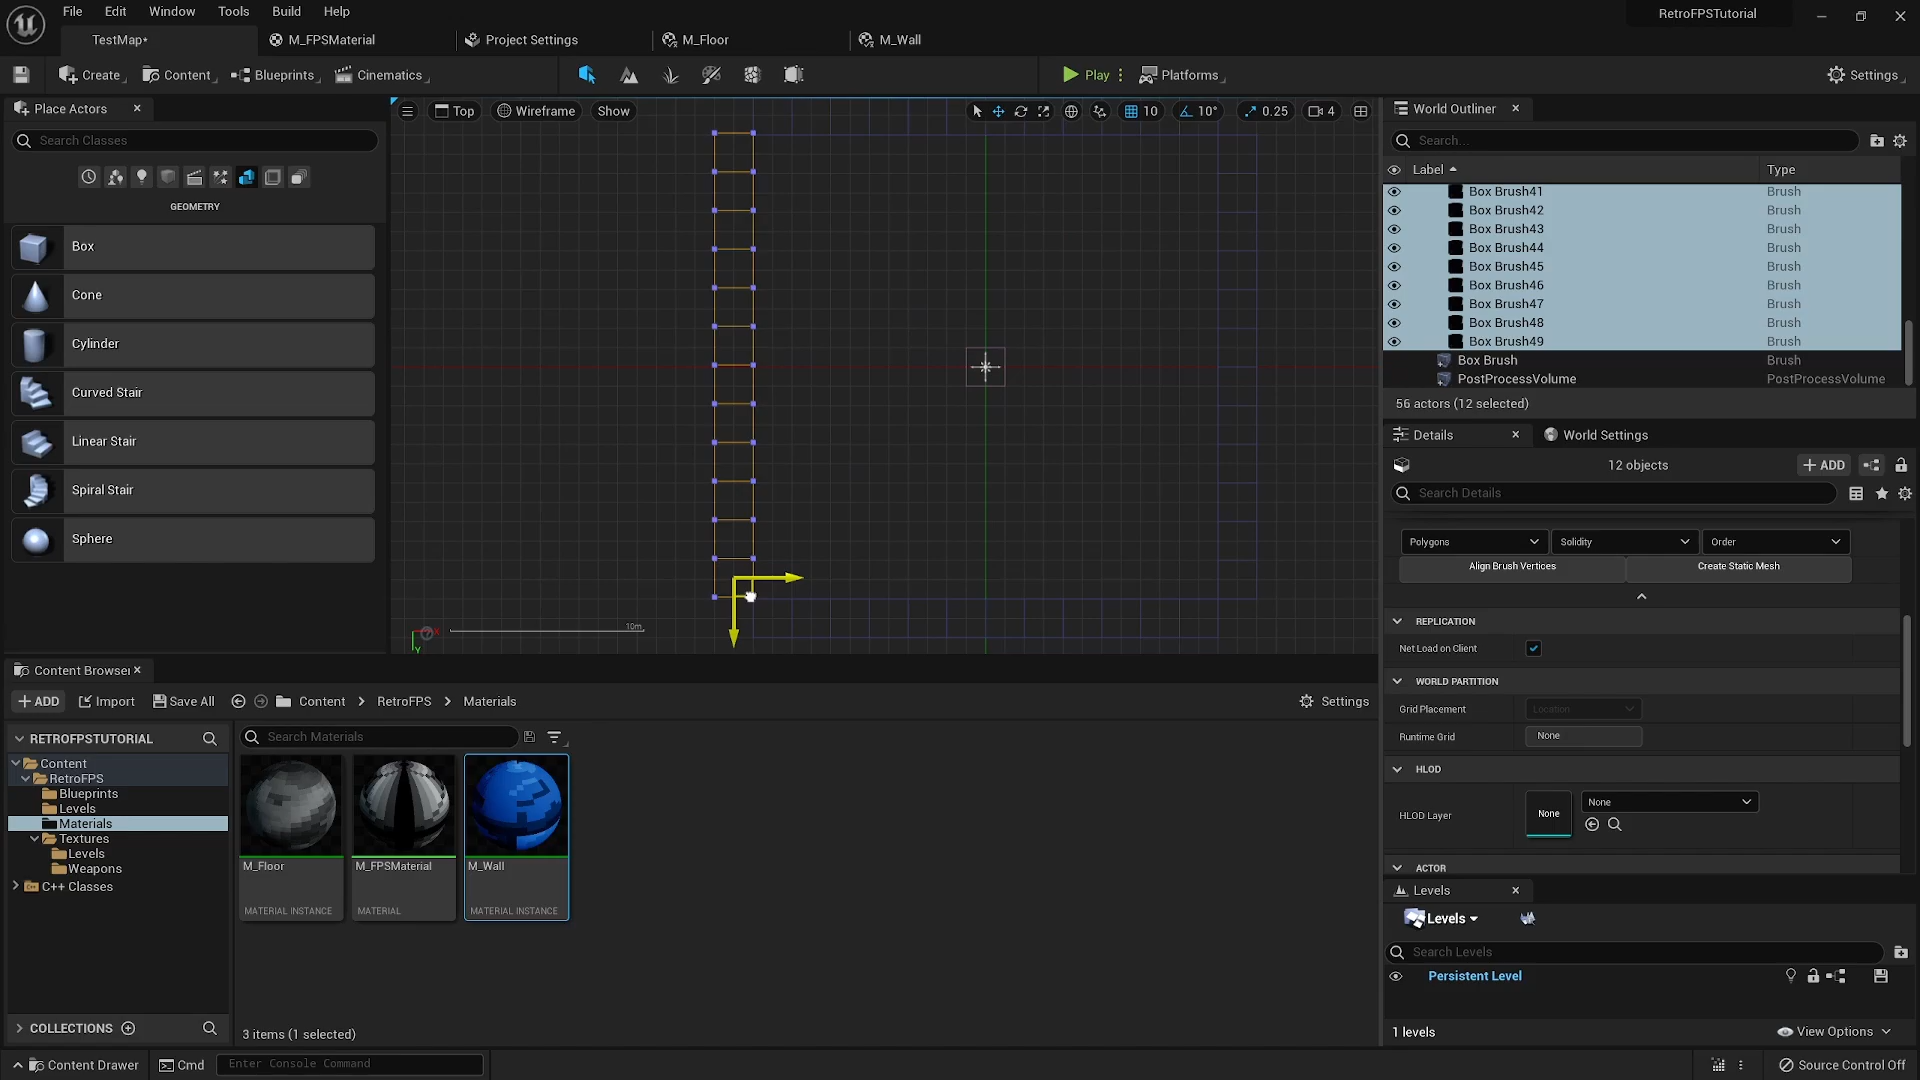 File Edit Window Tools Build Help
RetroFPSTutorial
TestMap•
M_FPSMaterial
Project Settings
M_Floor
M_Wall
Create
Content
Blueprints
Cinematics
Play
Platforms
Settings
Place Actors
Search Classes
GEOMETRY
Box
Cone
Cylinder
Curved Stair
Linear Stair
Spiral Stair
Sphere
Top
Wireframe
Show
10
10°
0.25
4
10m
X
Y
World Outliner
Search...
Label
Type
Box Brush41 Brush
Box Brush42 Brush
Box Brush43 Brush
Box Brush44 Brush
Box Brush45 Brush
Box Brush46 Brush
Box Brush47 Brush
Box Brush48 Brush
Box Brush49 Brush
Box Brush Brush
PostProcessVolume PostProcessVolume
56 actors (12 selected)
Details
World Settings
12 objects
ADD
Search Details
Polygons
Solidity
Order
Align Brush Vertices
Create Static Mesh
REPLICATION
Net Load on Client
WORLD PARTITION
Grid Placement
Location
Runtime Grid
None
HLOD
HLOD Layer
None
None
ACTOR
Levels
Levels
Search Levels
Persistent Level
1 levels
View Options
Content Browser
ADD
Import
Save All
Content
RetroFPS
Materials
Settings
RETROFPSTUTORIAL
Content
RetroFPS
Blueprints
Levels
Materials
Textures
Levels
Weapons
C++ Classes
COLLECTIONS
Search Materials
M_Floor
MATERIAL INSTANCE
M_FPSMaterial
MATERIAL
M_Wall
MATERIAL INSTANCE
3 items (1 selected)
Content Drawer
Cmd
Enter Console Command
Source Control Off